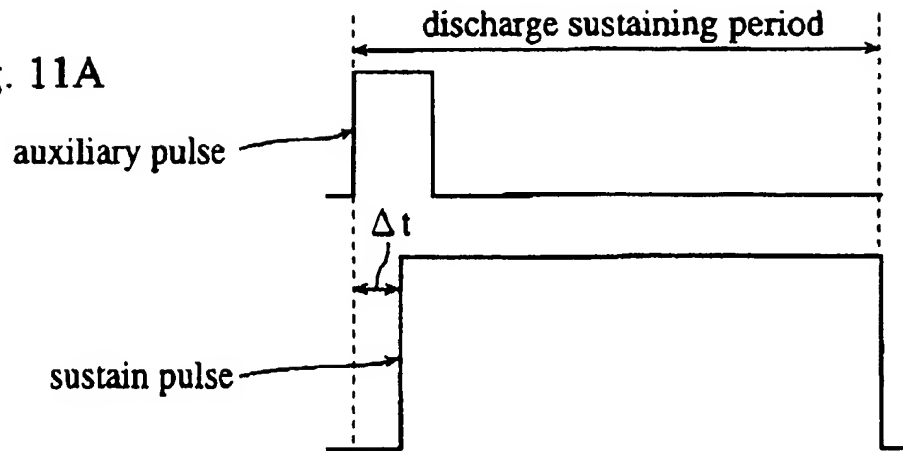 discharge sustaining period
. 11A
auxiliary pulse
Δt
sustain pulse